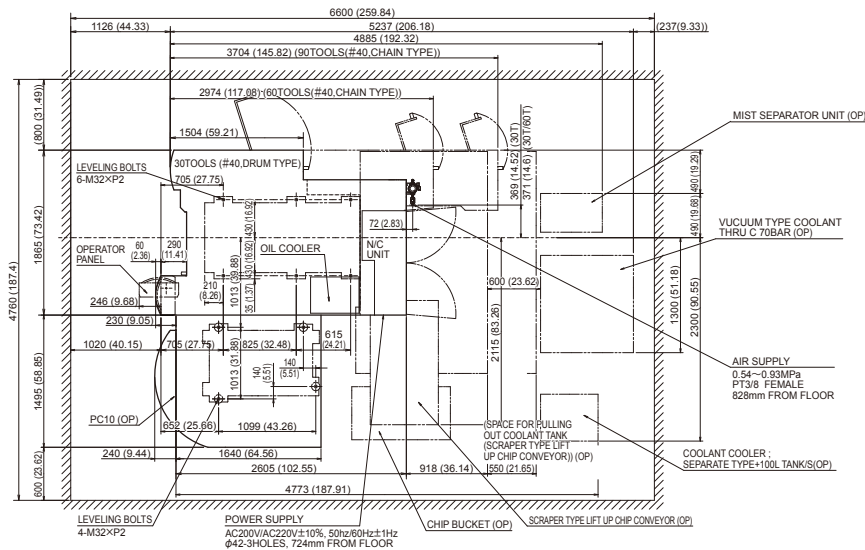 6600 (259.84)
1126 (44.33)
5237 (206.18)
(237(9.33))
4885 (192.32)
3704 (145.82) (90TOOLS(#40,CHAIN TYPE))
2974 (117.08) (60TOOLS(#40,CHAIN TYPE))
1504 (59.21)
(800 (31.49))
369 (14.52) (30T)
371 (14.6) (30T/60T)
MIST SEPARATOR UNIT (OP)
LEVELING BOLTS
6-M32×P2
30TOOLS (#40,DRUM TYPE)
705 (27.75)
490 (19.29)
490 (19.68)
4760 (187.4)
1865 (73.42)
430 (16.92)
72 (2.83)
N/C
UNIT
VUCUUM TYPE COOLANT
THRU C 70BAR (OP)
OPERATOR
PANEL
60
(2.36)
290
(11.41)
430 (16.92)
OIL COOLER
210
(8.26)
1013 (39.88)
35 (1.37)
246 (9.68)
600 (23.62)
1300 (51.18)
2300 (90.55)
2115 (83.26)
230 (9.05)
1020 (40.15)
705 (27.75)
825 (32.48)
615
(24.21)
140
(5.51)
140
(5.51)
1013 (31.88)
AIR SUPPLY
0.54~0.93MPa
PT3/8 FEMALE
828mm FROM FLOOR
1495 (58.85)
PC10 (OP)
652 (25.66)
1099 (43.26)
(SPACE FOR PULLING
OUT COOLANT TANK
(SCRAPER TYPE LIFT
UP CHIP CONVEYOR)) (OP)
COOLANT COOLER ;
SEPARATE TYPE+100L TANK/S(OP)
240 (9.44)
1640 (64.56)
600 (23.62)
2605 (102.55)
918 (36.14)
550 (21.65)
4773 (187.91)
LEVELING BOLTS
4-M32×P2
POWER SUPPLY
AC200V/AC220V±10%, 50hz/60Hz±1Hz
φ42-3HOLES, 724mm FROM FLOOR
CHIP BUCKET (OP)
SCRAPER TYPE LIFT UP CHIP CONVEYOR (OP)